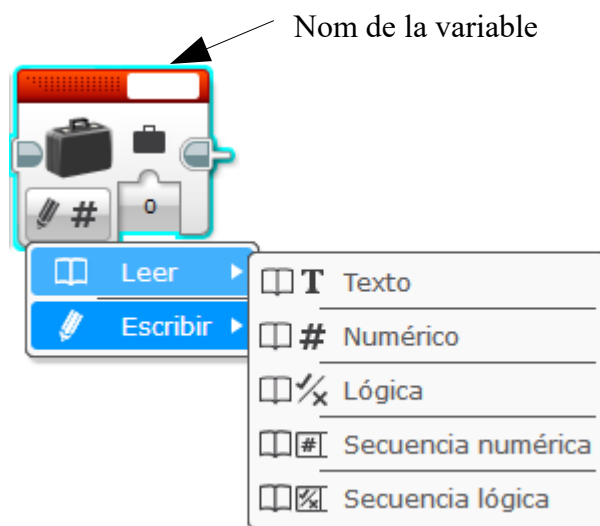 Nom de la variable
#
0
Leer
Escribir
T Texto
# Numérico
Lógica
# Secuencia numérica
Secuencia lógica